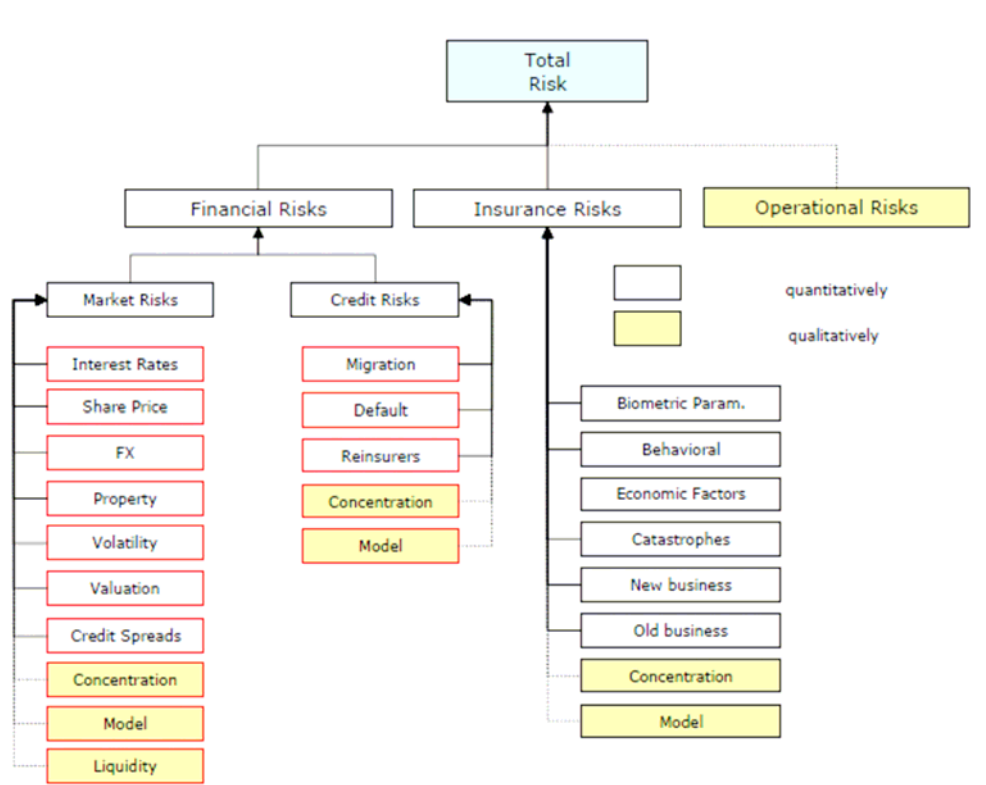 Total
Risk
Financial Risks
Insurance Risks
Operational Risks
Market Risks
Credit Risks
quantitatively
qualitatively
Interest Rates
Share Price
FX
Property
Volatility
Valuation
Credit Spreads
Concentration
Model
Liquidity
Migration
Default
Reinsurers
Concentration
Model
Biometric Param.
Behavioral
Economic Factors
Catastrophes
New business
Old business
Concentration
Model